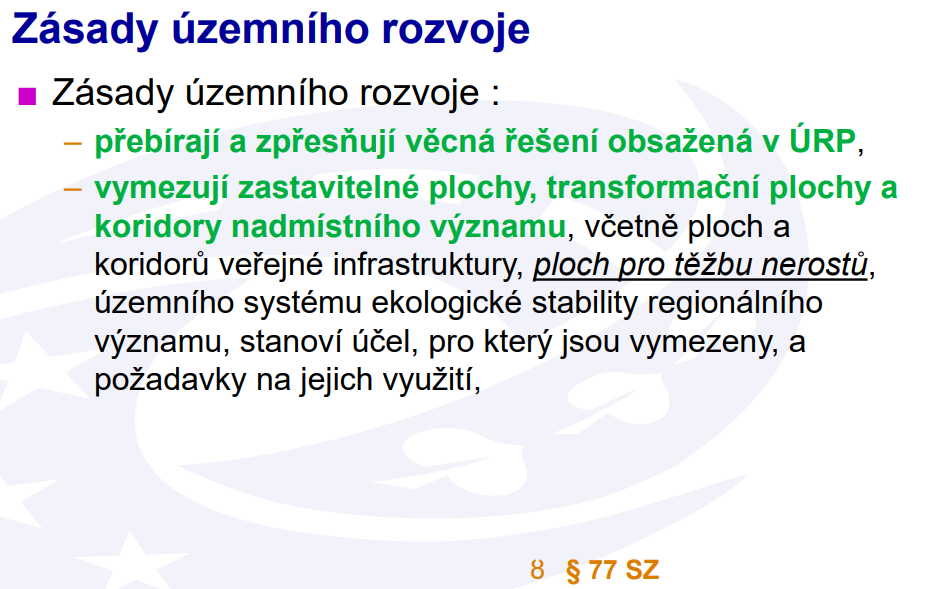 Zásady územního rozvoje
Zásady územního rozvoje :
– přebírají a zpřesňují věcná řešení obsažená v ÚRP,
– vymezují zastavitelné plochy, transformační plochy a
koridory nadmístního významu, včetně ploch a
koridorů veřejné infrastruktury, ploch pro těžbu nerostů,
územního systému ekologické stability regionálního
významu, stanoví účel, pro který jsou vymezeny, a
požadavky na jejich využití,
8 § 77 SZ